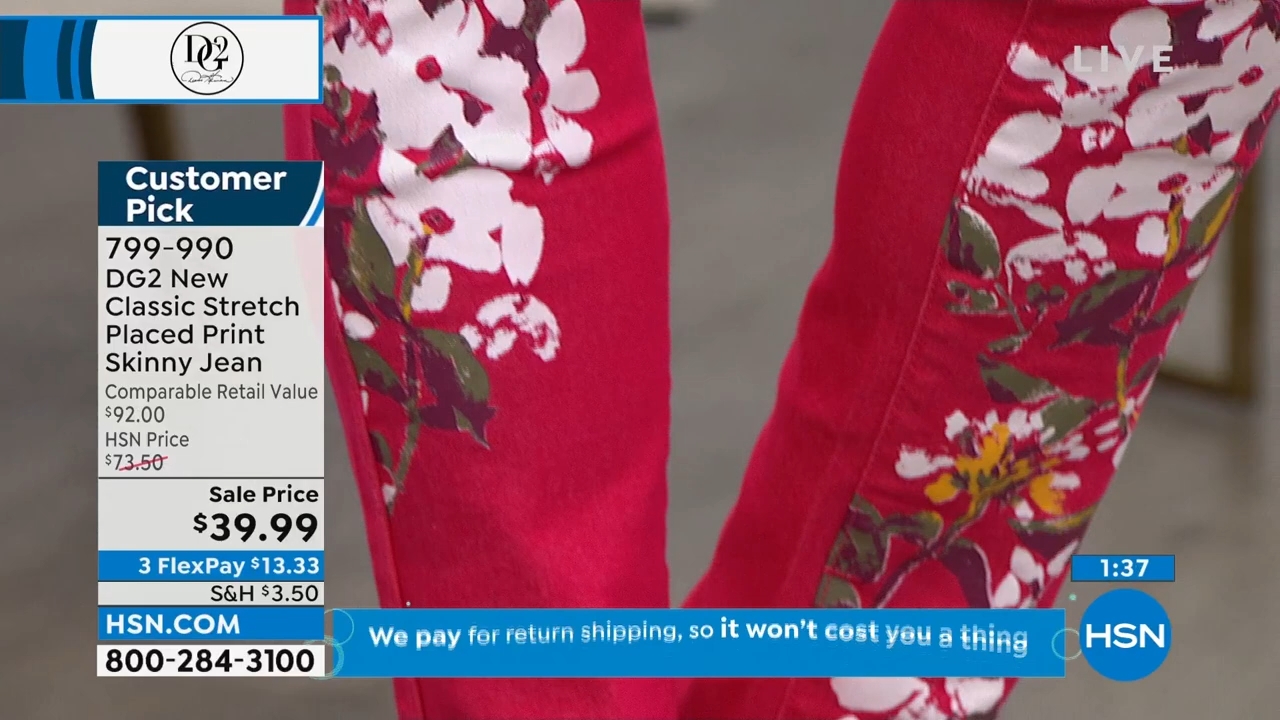 DG2
LIVE
Customer
Pick
799-990
DG2 New
Classic Stretch
Placed Print
Skinny Jean
Comparable Retail Value
$92.00
HSN Price
$73.50
Sale Price
$39.99
3 FlexPay $13.33
S&H $3.50
HSN.COM
800-284-3100
We pay for return shipping, so it won't cost you a thing
1:37
HSN